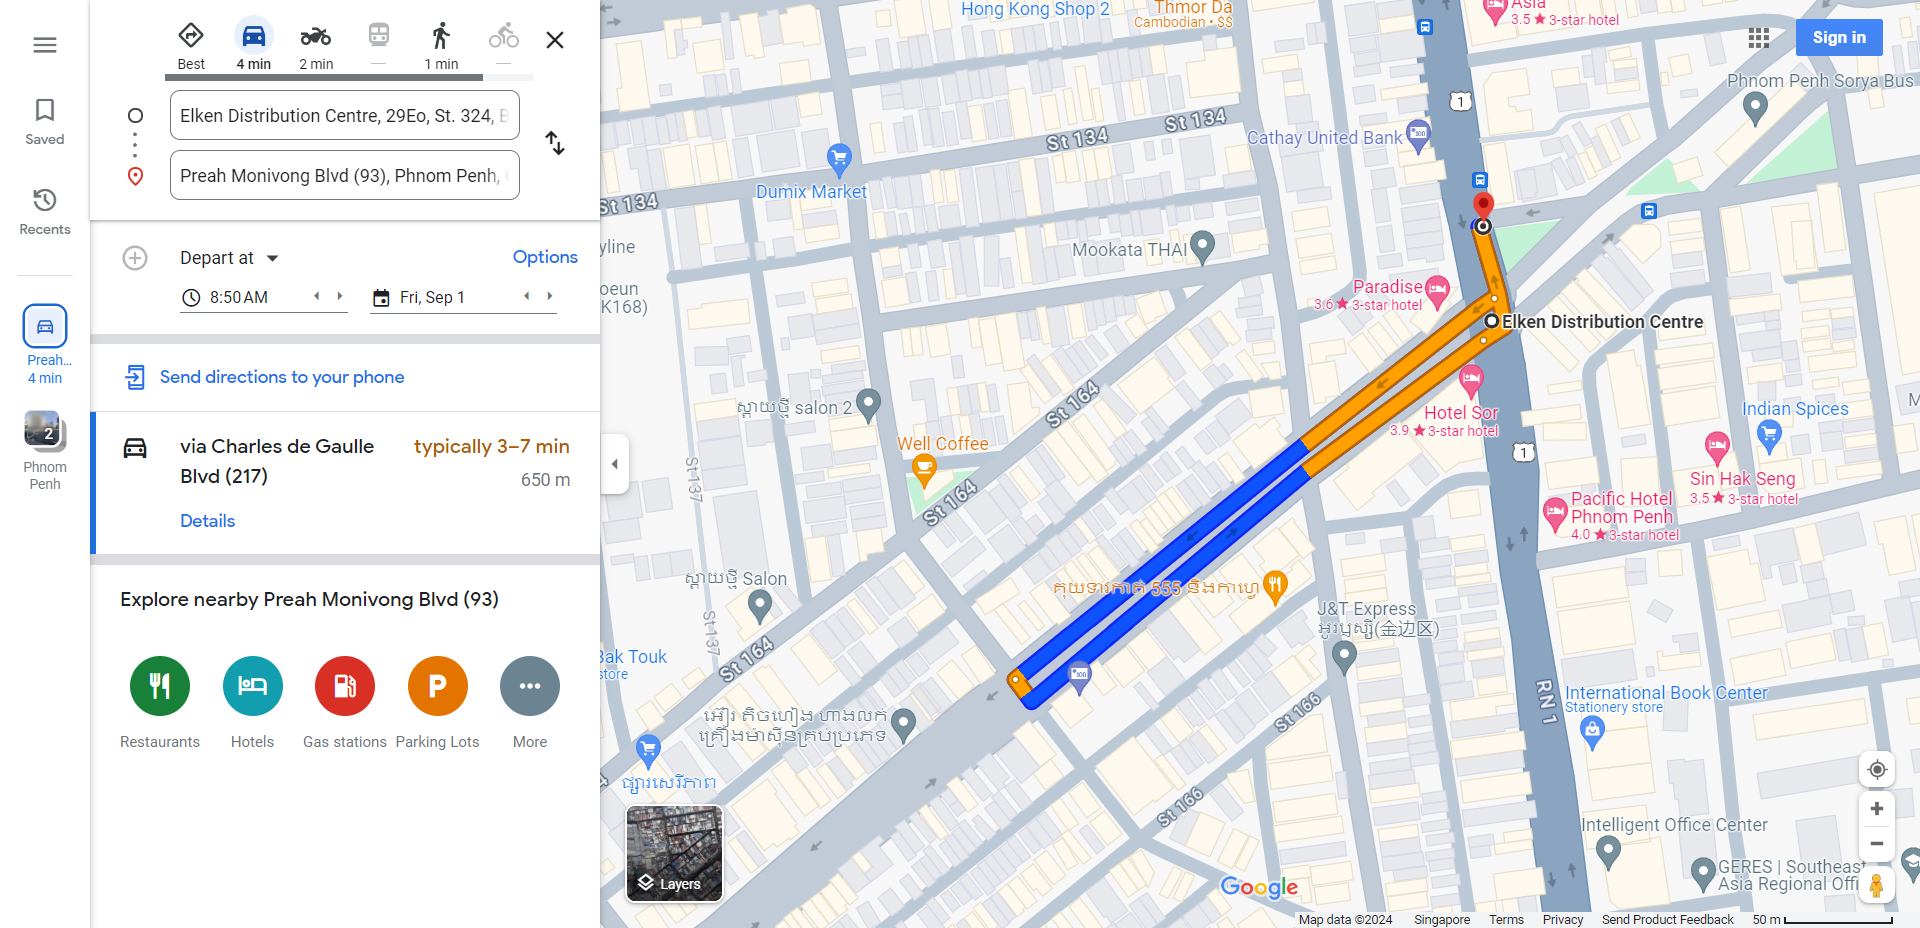 Best
4 min
2 min
—
1 min
—
Elken Distribution Centre, 29Eo, St. 324, B
Preah Monivong Blvd (93), Phnom Penh,
Saved
Recents
Preah...
4 min
2
Phnom
Penh
Depart at
Options
8:50 AM
Fri, Sep 1
Send directions to your phone
via Charles de Gaulle
Blvd (217)
typically 3–7 min
650 m
Details
Explore nearby Preah Monivong Blvd (93)
P
Restaurants
Hotels
Gas stations
Parking Lots
More
Hong Kong Shop 2
Thmor Da
Cambodian • $$
Asia
3.5 ★ 3-star hotel
Sign in
Phnom Penh Sorya Bus
1
St 134
St 134
Cathay United Bank
Dumix Market
St 134
yline
Mookata THAI
oeun
K168)
Paradise
3.6 ★ 3-star hotel
Elken Distribution Centre
St 164
Hotel Sor
3.9 ★ 3-star hotel
Indian Spices
M
ស្តាយថ្មី salon 2
Well Coffee
1
St 137
St 164
Sin Hak Seng
3.5 ★ 3-star hotel
Pacific Hotel
Phnom Penh
4.0 ★ 3-star hotel
ស្តាយថ្មី Salon
គុយទាវកាត់ 555 និងកាហ្វេ
St 137
J&T Express
(金边区)
St 164
Bak Touk
store
RN 1
International Book Center
Stationery store
St 166
ផ្សារសេរីភាព
St 166
Intelligent Office Center
GERES | Southeast
Asia Regional Offi
Layers
Google
Map data ©2024
Singapore
Terms
Privacy
Send Product Feedback
50 m